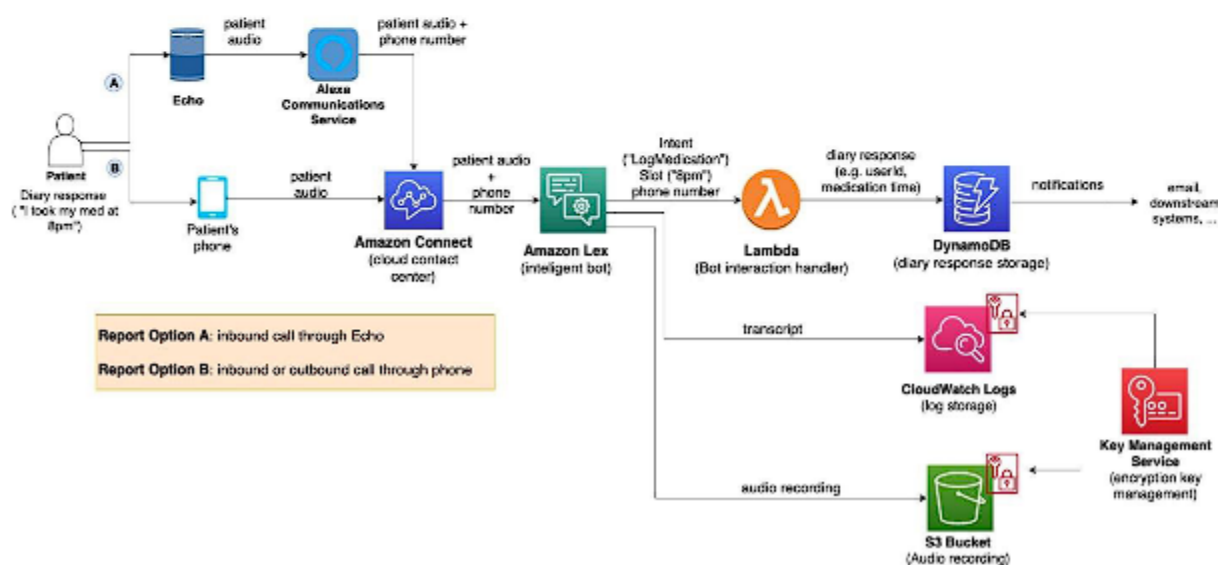 patient
audio
patient audio +
phone number
A
Echo
Alexa
Communications
Service
Patient
B
Diary response
( "I took my med at
8pm")
patient
audio
Patient's
phone
Amazon Connect
(cloud contact
center)
patient audio
+
phone
number
Amazon Lex
(inteligent bot)
Intent
("LogMedication")
Slot ("8pm")
phone number
Lambda
(Bot interaction handler)
diary response
(e.g. userId,
medication time)
DynamoDB
(diary response storage)
notifications
email,
downstream
systems, ...
Report Option A: inbound call through Echo
Report Option B: inbound or outbound call through phone
transcript
CloudWatch Logs
(log storage)
Key Management
Service
(encryption key
management)
audio recording
S3 Bucket
(Audio recording)